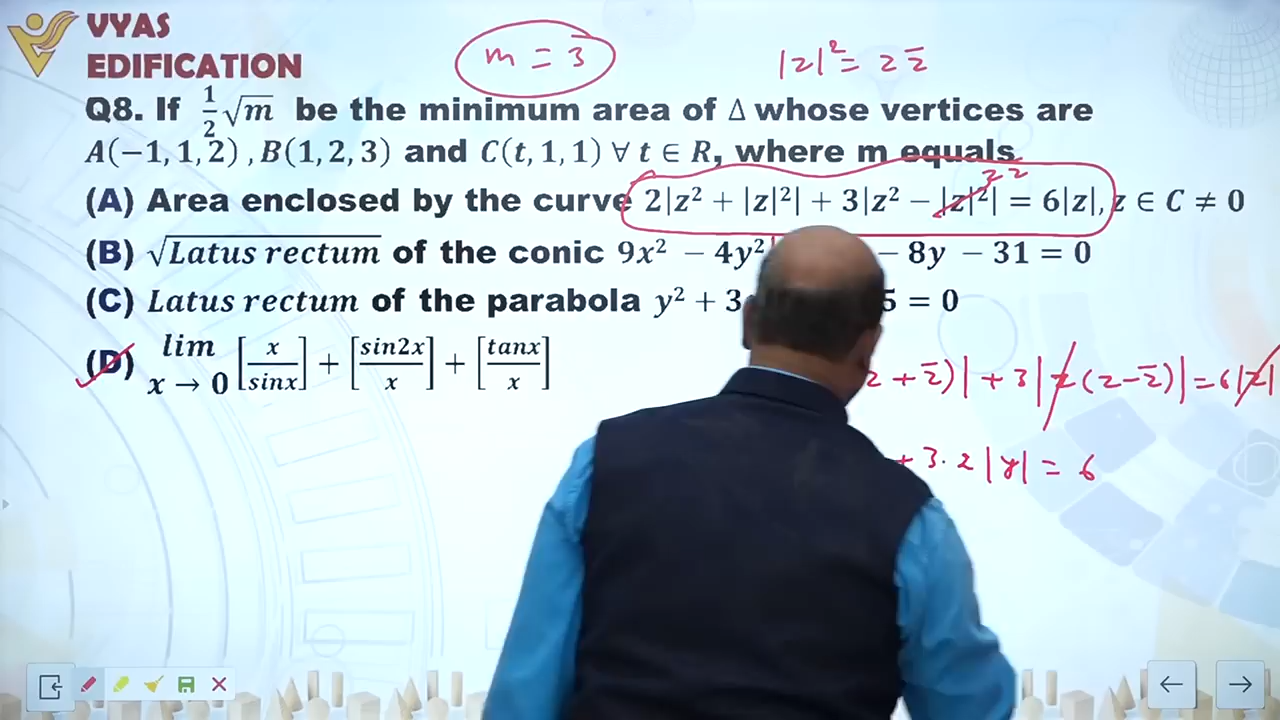 VYAS
EDIFICATION
m = 3
|z|² = z z̅
Q8. If 1/2 √m be the minimum area of Δ whose vertices are
A(−1, 1, 2) , B(1, 2, 3) and C(t, 1, 1) ∀ t ∈ R, where m equals
z z̅
(A) Area enclosed by the curve 2|z² + |z|²| + 3|z² − |z|²| = 6|z|, z ∈ C ≠ 0
(B) √Latus rectum of the conic 9x² − 4y² − 8y − 31 = 0
(C) Latus rectum of the parabola y² + 3 5 = 0
(D) lim x → 0 [x/sinx] + [sin2x/x] + [tanx/x]
z + z̅)| + 3|z(z − z̅)| = 6|z|
+ 3·2|y| = 6